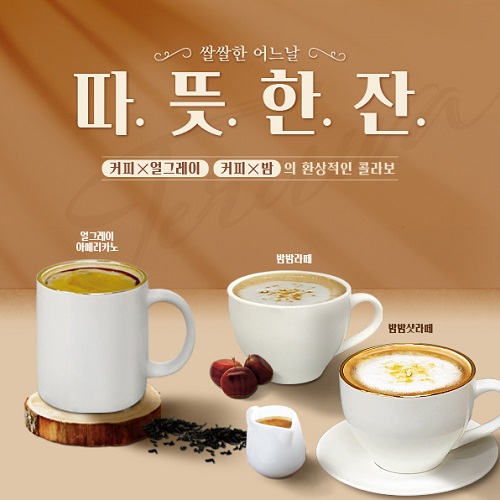 쌀쌀한 어느날
따. 뜻. 한. 잔.
커피×얼그레이 커피×밤 의 환상적인 콜라보
얼그레이
아메리카노
밤밤라떼
밤밤샷라떼